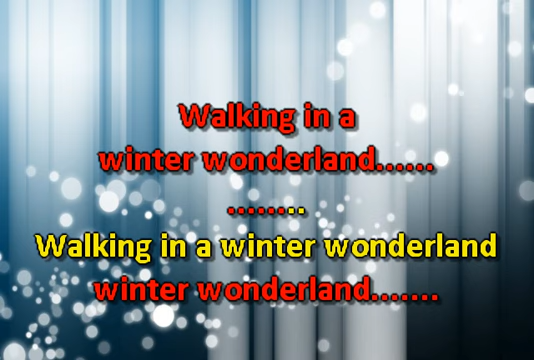 Walking in a
winter wonderland......
........
Walking in a winter wonderland
winter wonderland.......